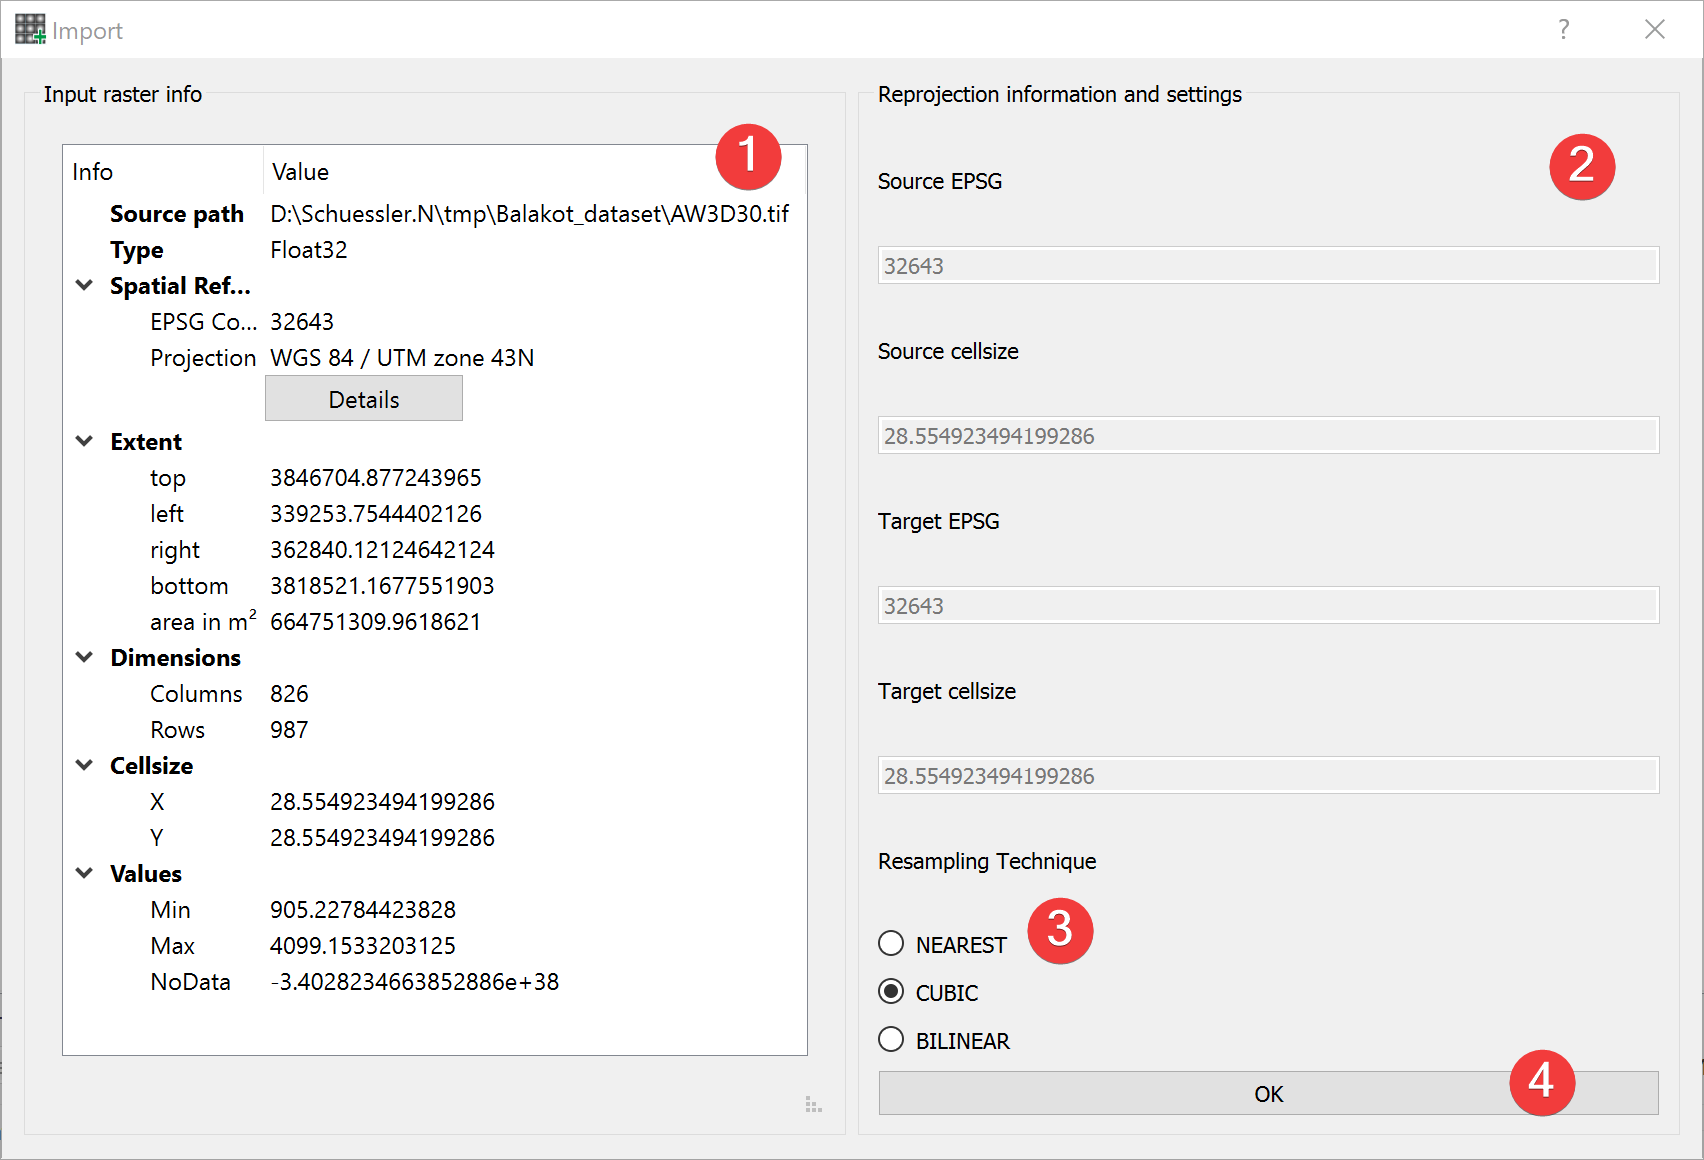 Import
?
Input raster info
1
Info Value
Source path D:\Schuessler.N\tmp\Balakot_dataset\AW3D30.tif
Type Float32
Spatial Ref...
EPSG Co... 32643
Projection WGS 84 / UTM zone 43N
Details
Extent
top 3846704.877243965
left 339253.7544402126
right 362840.12124642124
bottom 3818521.1677551903
area in m² 664751309.9618621
Dimensions
Columns 826
Rows 987
Cellsize
X 28.554923494199286
Y 28.554923494199286
Values
Min 905.22784423828
Max 4099.1533203125
NoData -3.4028234663852886e+38
Reprojection information and settings
2
Source EPSG
32643
Source cellsize
28.554923494199286
Target EPSG
32643
Target cellsize
28.554923494199286
Resampling Technique
3
NEAREST
CUBIC
BILINEAR
OK
4